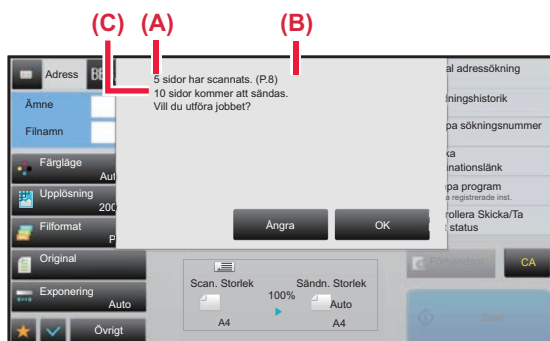 (C) (A) (B)
Adress
5 sidor har scannats. (P.8)
10 sidor kommer att sändas.
Vill du utföra jobbet?
al adressökning
Ämne
ningshistorik
Filnamn
pa sökningsnummer
ka
nationslänk
Färgläge
Aut
pa program
a registrerade inst.
Upplösning
200
rollera Skicka/Ta
status
Filformat
P
Ångra
OK
Original
CA
Scan. Storlek
100%
Sändn. Storlek
Auto
A4
A4
Exponering
Auto
Start
Övrigt